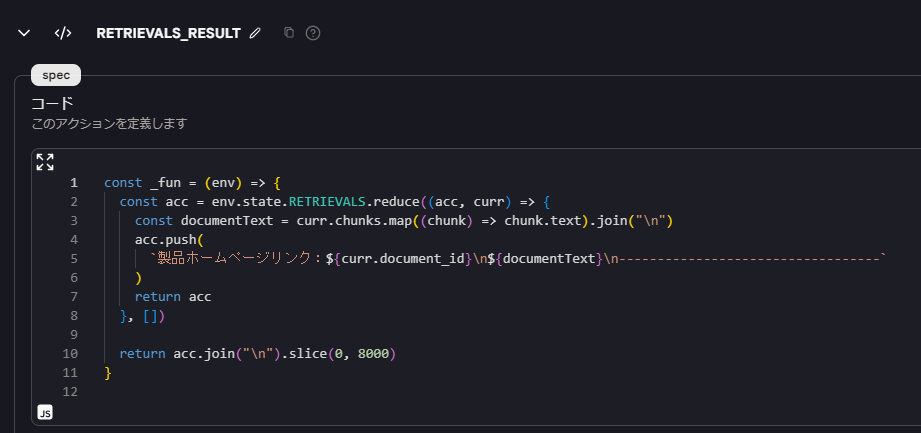 RETRIEVALS_RESULT
spec
コード
このアクションを定義します
1 const _fun = (env) => {
2   const acc = env.state.RETRIEVALS.reduce((acc, curr) => {
3     const documentText = curr.chunks.map((chunk) => chunk.text).join("\n")
4     acc.push(
5       `製品ホームページリンク：${curr.document_id}\n${documentText}\n----------------------------------`
6     )
7     return acc
8   }, [])
9
10   return acc.join("\n").slice(0, 8000)
11 }
12
JS